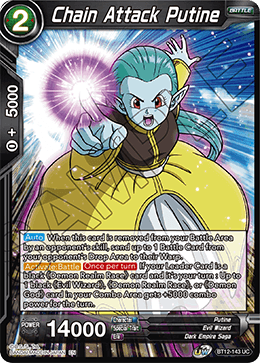 2
Chain Attack Putine
BATTLE
+ 5000
Auto When this card is removed from your Battle Area
by an opponent's skill, send up to 1 Battle Card from
your opponent's Drop Area to their Warp.
Activate: Battle Once per turn If your Leader Card is
a black ‹Demon Realm Race› card and it's your turn : Up to
1 black ‹Evil Wizard›, ‹Demon Realm Race›, or ‹Demon
God› card in your Combo Area gets +5000 combo
power for the turn.
POWER
14000
Character
Putine
Special Trait
Evil Wizard
Era
Dark Empire Saga
BT12-143 UC